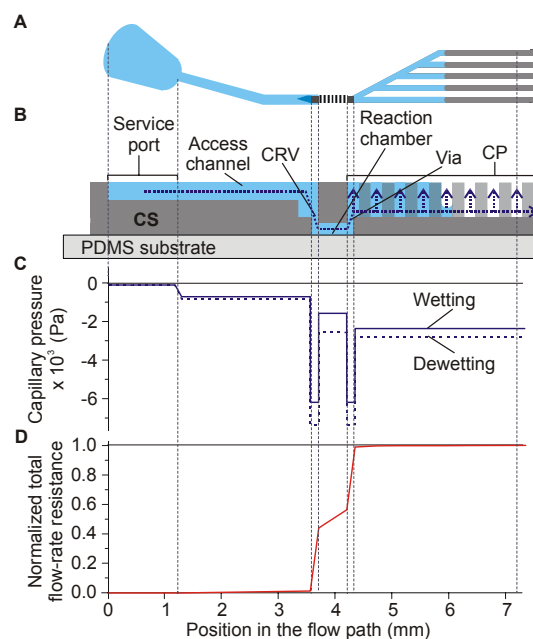 A
B
Service
port
Access
channel
CRV
Reaction
chamber
Via
CP
CS
PDMS substrate
C
Capillary pressure
x 10³ (Pa)
0
-2
-4
-6
Wetting
Dewetting
D
Normalized total
flow-rate resistance
1.0
0.8
0.6
0.4
0.2
0.0
0 1 2 3 4 5 6 7
Position in the flow path (mm)